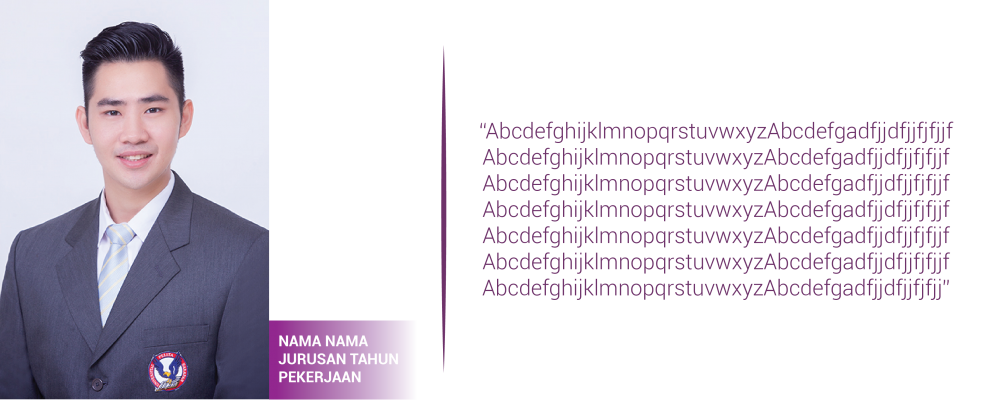 NAMA NAMA
JURUSAN TAHUN
PEKERJAAN
“AbcdefghijklmnopqrstuvwxyzAbcdefgadfjjdfjjfjfjjf
AbcdefghijklmnopqrstuvwxyzAbcdefgadfjjdfjjfjfjjf
AbcdefghijklmnopqrstuvwxyzAbcdefgadfjjdfjjfjfjjf
AbcdefghijklmnopqrstuvwxyzAbcdefgadfjjdfjjfjfjjf
AbcdefghijklmnopqrstuvwxyzAbcdefgadfjjdfjjfjfjjf
AbcdefghijklmnopqrstuvwxyzAbcdefgadfjjdfjjfjfjjf
AbcdefghijklmnopqrstuvwxyzAbcdefgadfjjdfjjfjfjj”